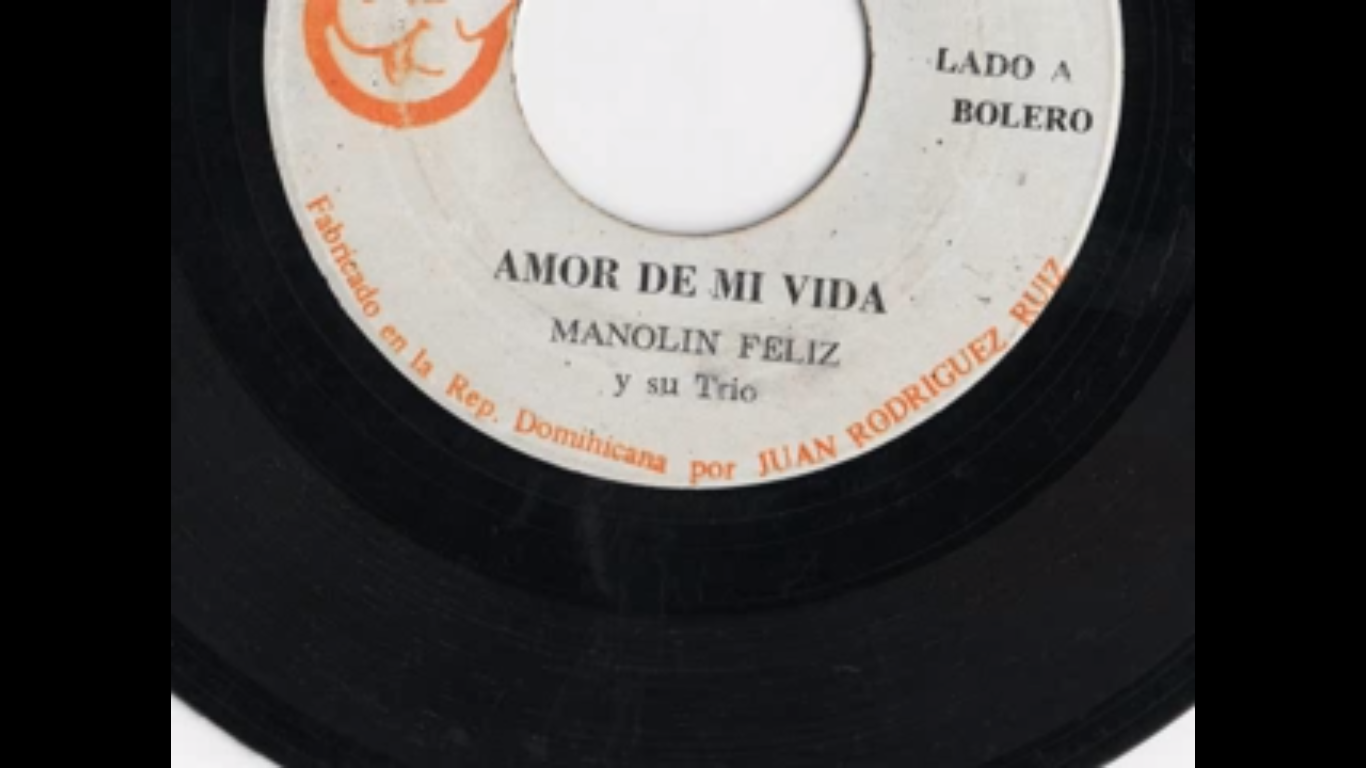 LADO A
BOLERO
AMOR DE MI VIDA
MANOLIN FELIZ
y su Trio
Fabricado en la Rep. Dominicana por JUAN RODRIGUEZ RUIZ